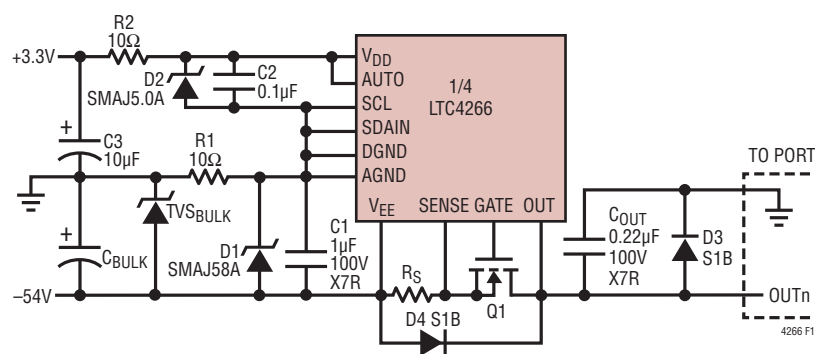 R2
10Ω
+3.3V
D2
SMAJ5.0A
C2
0.1µF
VDD
AUTO
SCL
SDAIN
DGND
AGND
1/4
LTC4266
VEE
SENSE
GATE
OUT
+
C3
10µF
R1
10Ω
+
CBULK
TVSBULK
D1
SMAJ58A
C1
1µF
100V
X7R
–54V
RS
Q1
D4 S1B
COUT
0.22µF
100V
X7R
D3
S1B
TO PORT
OUTn
4266 F1